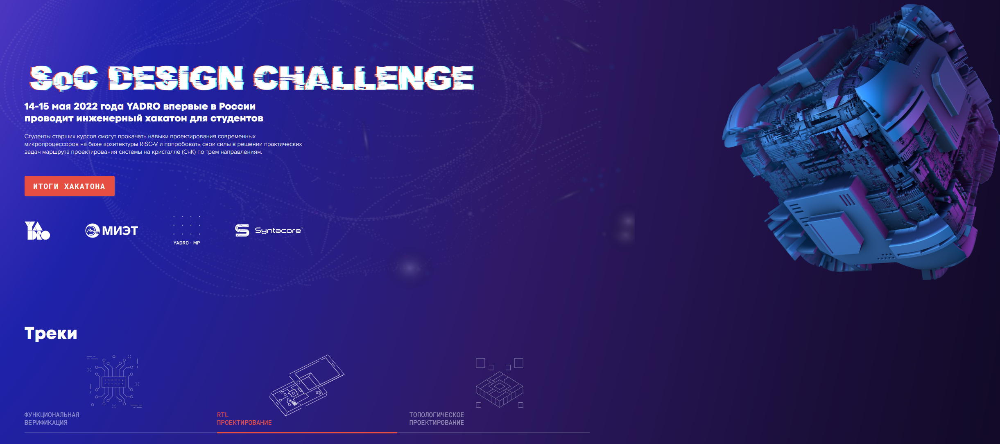 SoC DESIGN CHALLENGE
14-15 мая 2022 года YADRO впервые в России
проводит инженерный хакатон для студентов
Студенты старших курсов смогут прокачать навыки проектирования современных
микропроцессоров на базе архитектуры RISC-V и попробовать свои силы в решении практических
задач маршрута проектирования системы на кристалле (СнК) по трем направлениям.
ИТОГИ ХАКАТОНА
YADRO
МИЭТ
YADRO · MP
Syntacore™
Треки
ФУНКЦИОНАЛЬНАЯ
ВЕРИФИКАЦИЯ
RTL
ПРОЕКТИРОВАНИЕ
ТОПОЛОГИЧЕСКОЕ
ПРОЕКТИРОВАНИЕ